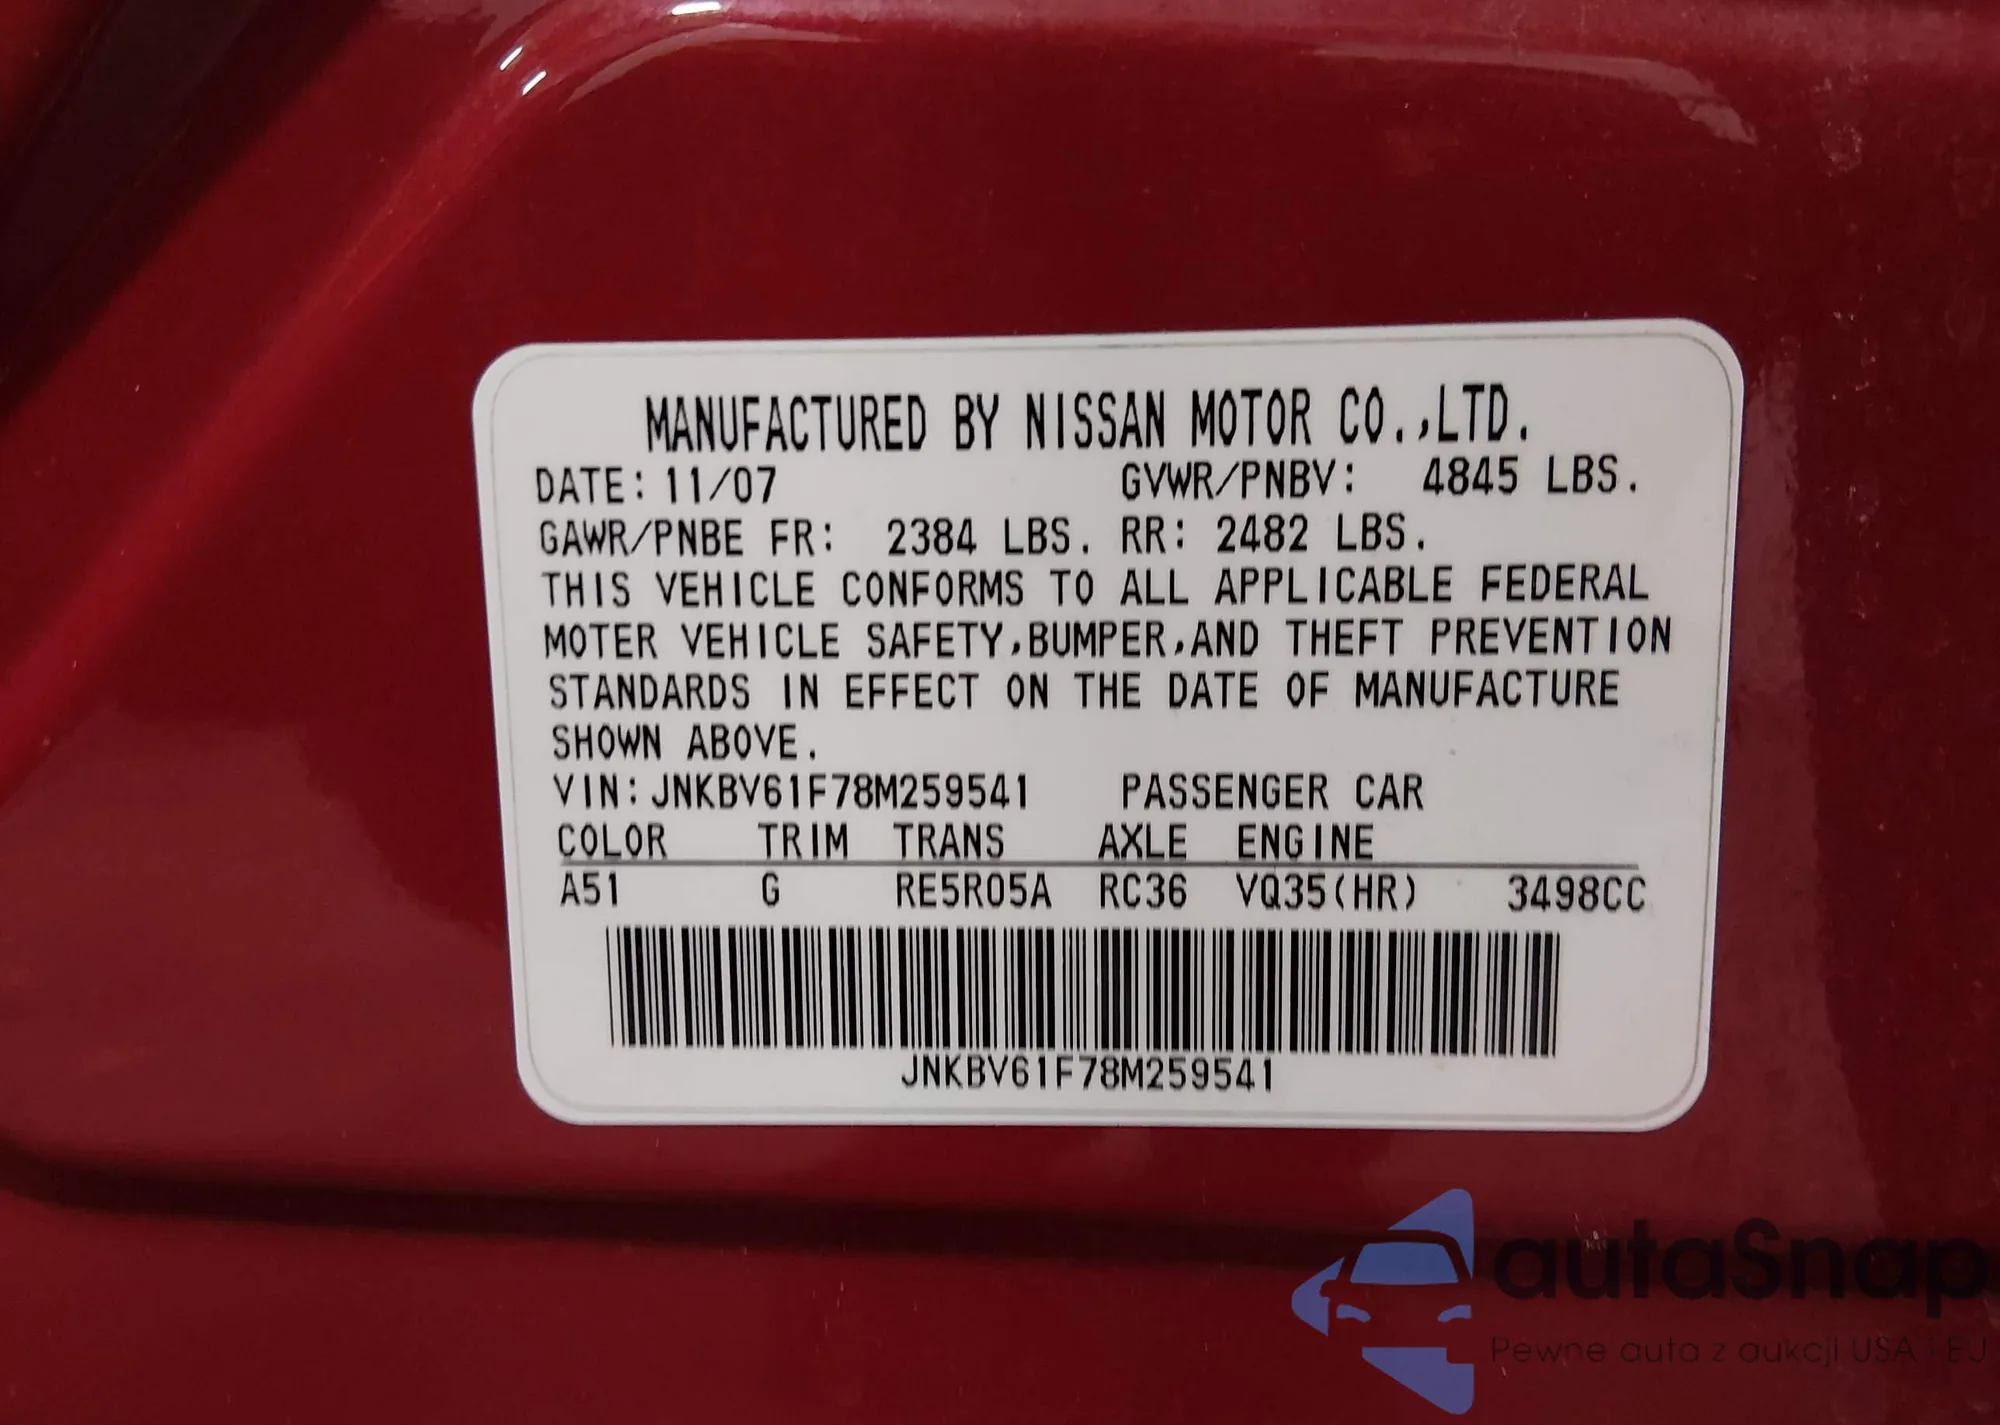 MANUFACTURED BY NISSAN MOTOR CO.,LTD.
DATE: 11/07 GVWR/PNBV: 4845 LBS.
GAWR/PNBE FR: 2384 LBS. RR: 2482 LBS.
THIS VEHICLE CONFORMS TO ALL APPLICABLE FEDERAL
MOTER VEHICLE SAFETY,BUMPER,AND THEFT PREVENTION
STANDARDS IN EFFECT ON THE DATE OF MANUFACTURE
SHOWN ABOVE.
VIN: JNKBV61F78M259541 PASSENGER CAR
COLOR TRIM TRANS AXLE ENGINE
A51 G RE5R05A RC36 VQ35(HR) 3498CC
JNKBV61F78M259541
autoSnap
Pewne auta z aukcji USA i EU